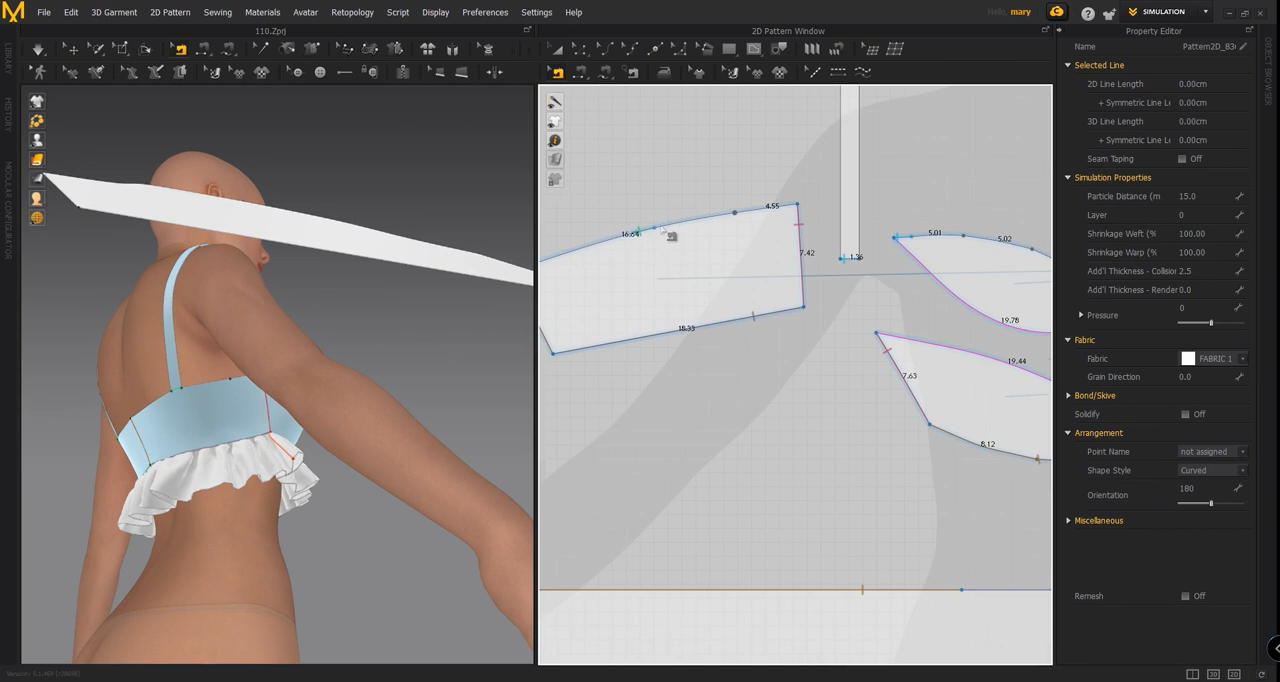 File Edit 3D Garment 2D Pattern Sewing Materials Avatar Retopology Script Display Preferences Settings Help
Hello, mary
SIMULATION
110.Zprj
2D Pattern Window
Property Editor
LIBRARY
HISTORY
MODULAR CONFIGURATOR
OBJECT BROWSER
Name
Selected Line
2D Line Length 0.00cm
+ Symmetric Line Le 0.00cm
3D Line Length 0.00cm
+ Symmetric Line Le 0.00cm
Seam Taping Off
Simulation Properties
Particle Distance (m 15.0
Layer 0
Shrinkage Weft (% 100.00
Shrinkage Warp (% 100.00
Add'l Thickness - Collisio 2.5
Add'l Thickness - Render 0.0
Pressure 0
Fabric
Fabric FABRIC 1
Grain Direction 0.0
Bond/Skive
Solidify Off
Arrangement
Point Name not assigned
Shape Style Curved
Orientation 180
Miscellaneous
Remesh Off
4.55
16.64
7.42
18.33
1.36
5.01
5.02
19.78
19.44
7.63
8.12
3D
2D